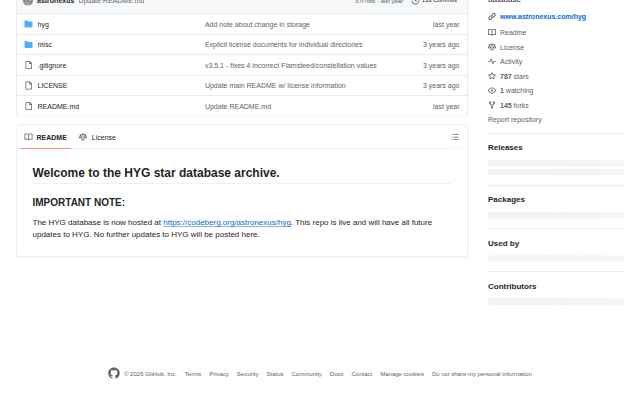 astronexus Update README.md last year
hyg Add note about change in storage last year
misc Explicit license documents for individual directories 3 years ago
.gitignore v3.5.1 - fixes 4 incorrect Flamsteed/constellation values 3 years ago
LICENSE Update main README w/ license information 3 years ago
README.md Update README.md last year
README License
Welcome to the HYG star database archive.
IMPORTANT NOTE:
The HYG database is now hosted at https://codeberg.org/astronexus/hyg. This repo is live and will have all future
updates to HYG. No further updates to HYG will be posted here.
www.astronexus.com/hyg
Readme
License
Activity
787 stars
1 watching
145 forks
Report repository
Releases
Packages
Used by
Contributors
© 2026 GitHub, Inc. Terms Privacy Security Status Community Docs Contact Manage cookies Do not share my personal information